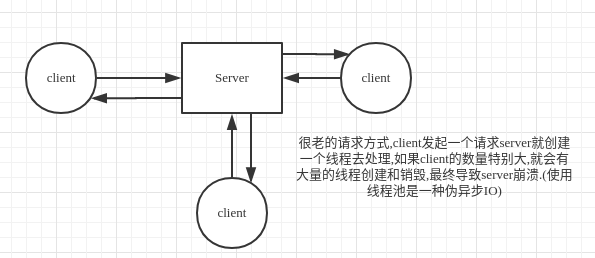 client
Server
client
client
很老的请求方式,client发起一个请求server就创建
一个线程去处理,如果client的数量特别大,就会有
大量的线程创建和销毁,最终导致server崩溃.(使用
线程池是一种伪异步IO)